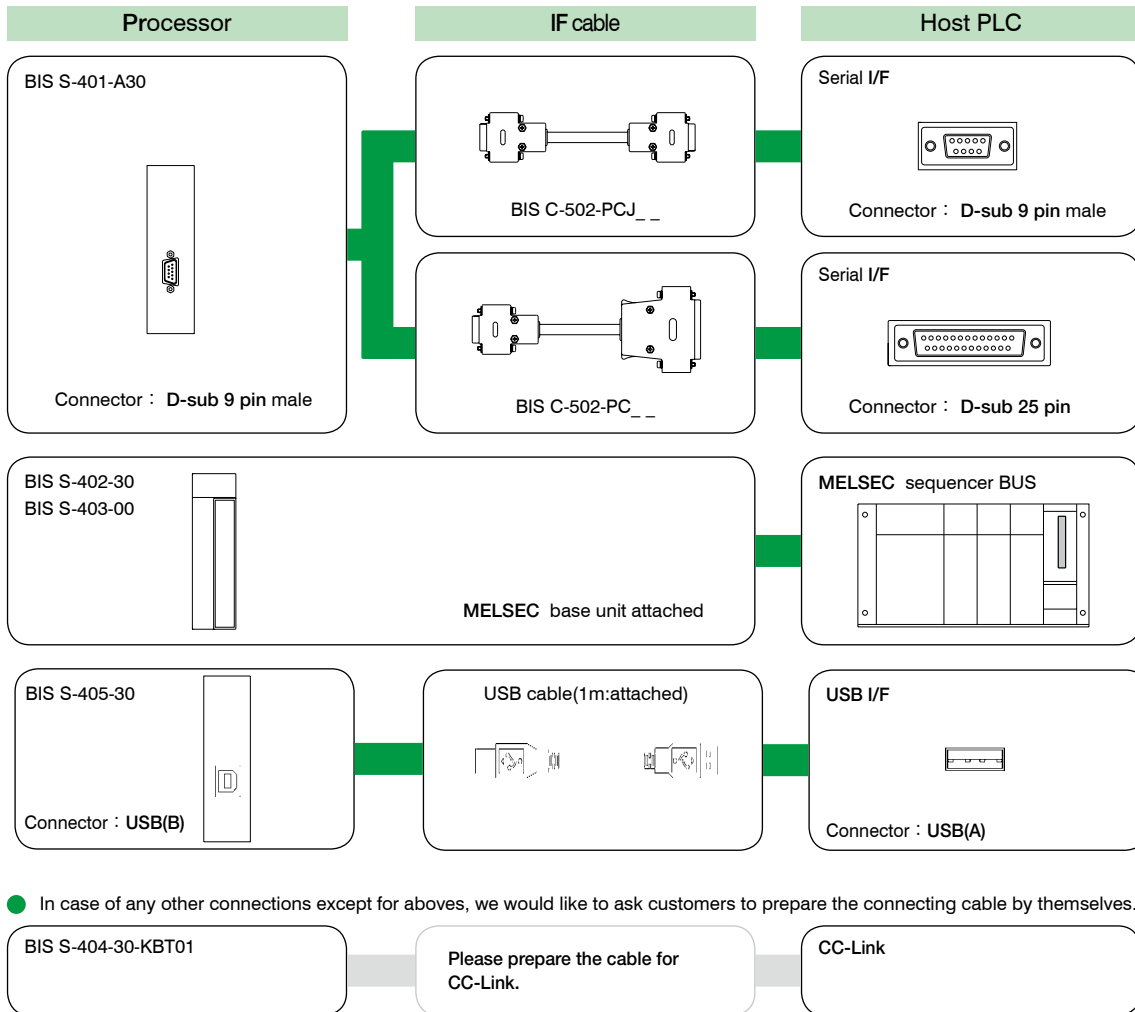 Processor
IF cable
Host PLC
BIS S-401-A30
Connector： D-sub 9 pin male
BIS C-502-PCJ_ _
Serial I/F
Connector： D-sub 9 pin male
BIS C-502-PC_ _
Serial I/F
Connector： D-sub 25 pin
BIS S-402-30
BIS S-403-00
MELSEC base unit attached
MELSEC sequencer BUS
BIS S-405-30
Connector：USB(B)
USB cable(1m:attached)
USB I/F
Connector：USB(A)
In case of any other connections except for aboves, we would like to ask customers to prepare the connecting cable by themselves.
BIS S-404-30-KBT01
Please prepare the cable for
CC-Link.
CC-Link